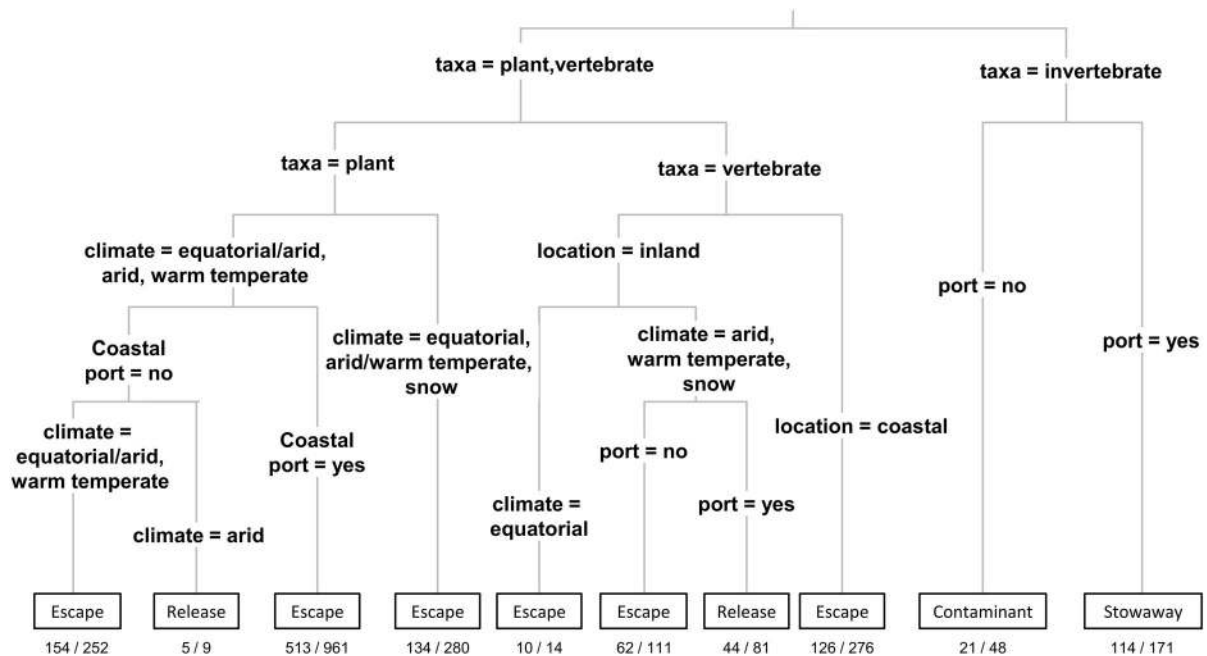 taxa = plant,vertebrate
taxa = invertebrate
taxa = plant
taxa = vertebrate
climate = equatorial/arid,
arid, warm temperate
location = inland
port = no
Coastal
port = no
climate = equatorial,
arid/warm temperate,
snow
climate = arid,
warm temperate,
snow
port = yes
climate =
equatorial/arid,
warm temperate
Coastal
port = yes
port = no
location = coastal
climate = arid
climate =
equatorial
port = yes
Escape
Release
Escape
Escape
Escape
Escape
Release
Escape
Contaminant
Stowaway
154 / 252
5 / 9
513 / 961
134 / 280
10 / 14
62 / 111
44 / 81
126 / 276
21 / 48
114 / 171